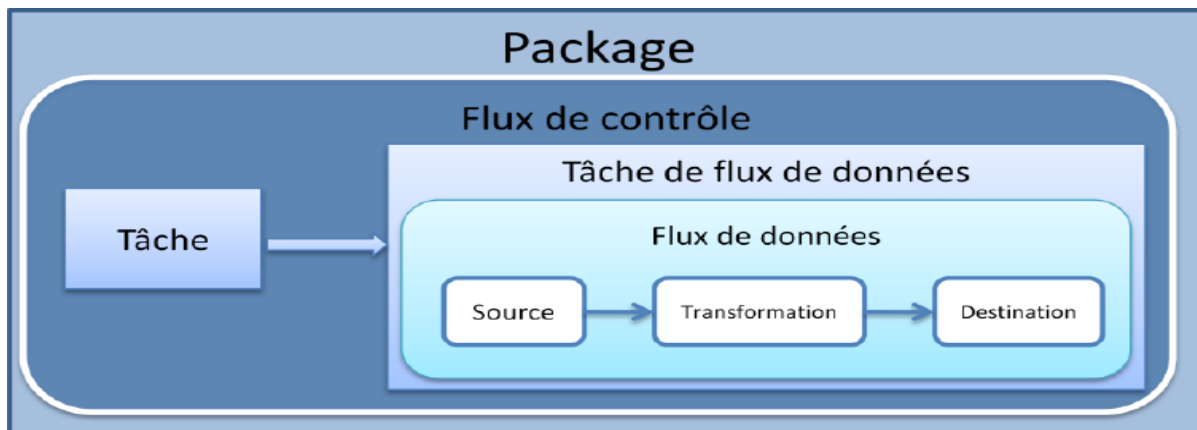 Package
Flux de contrôle
Tâche de flux de données
Tâche
Flux de données
Source
Transformation
Destination